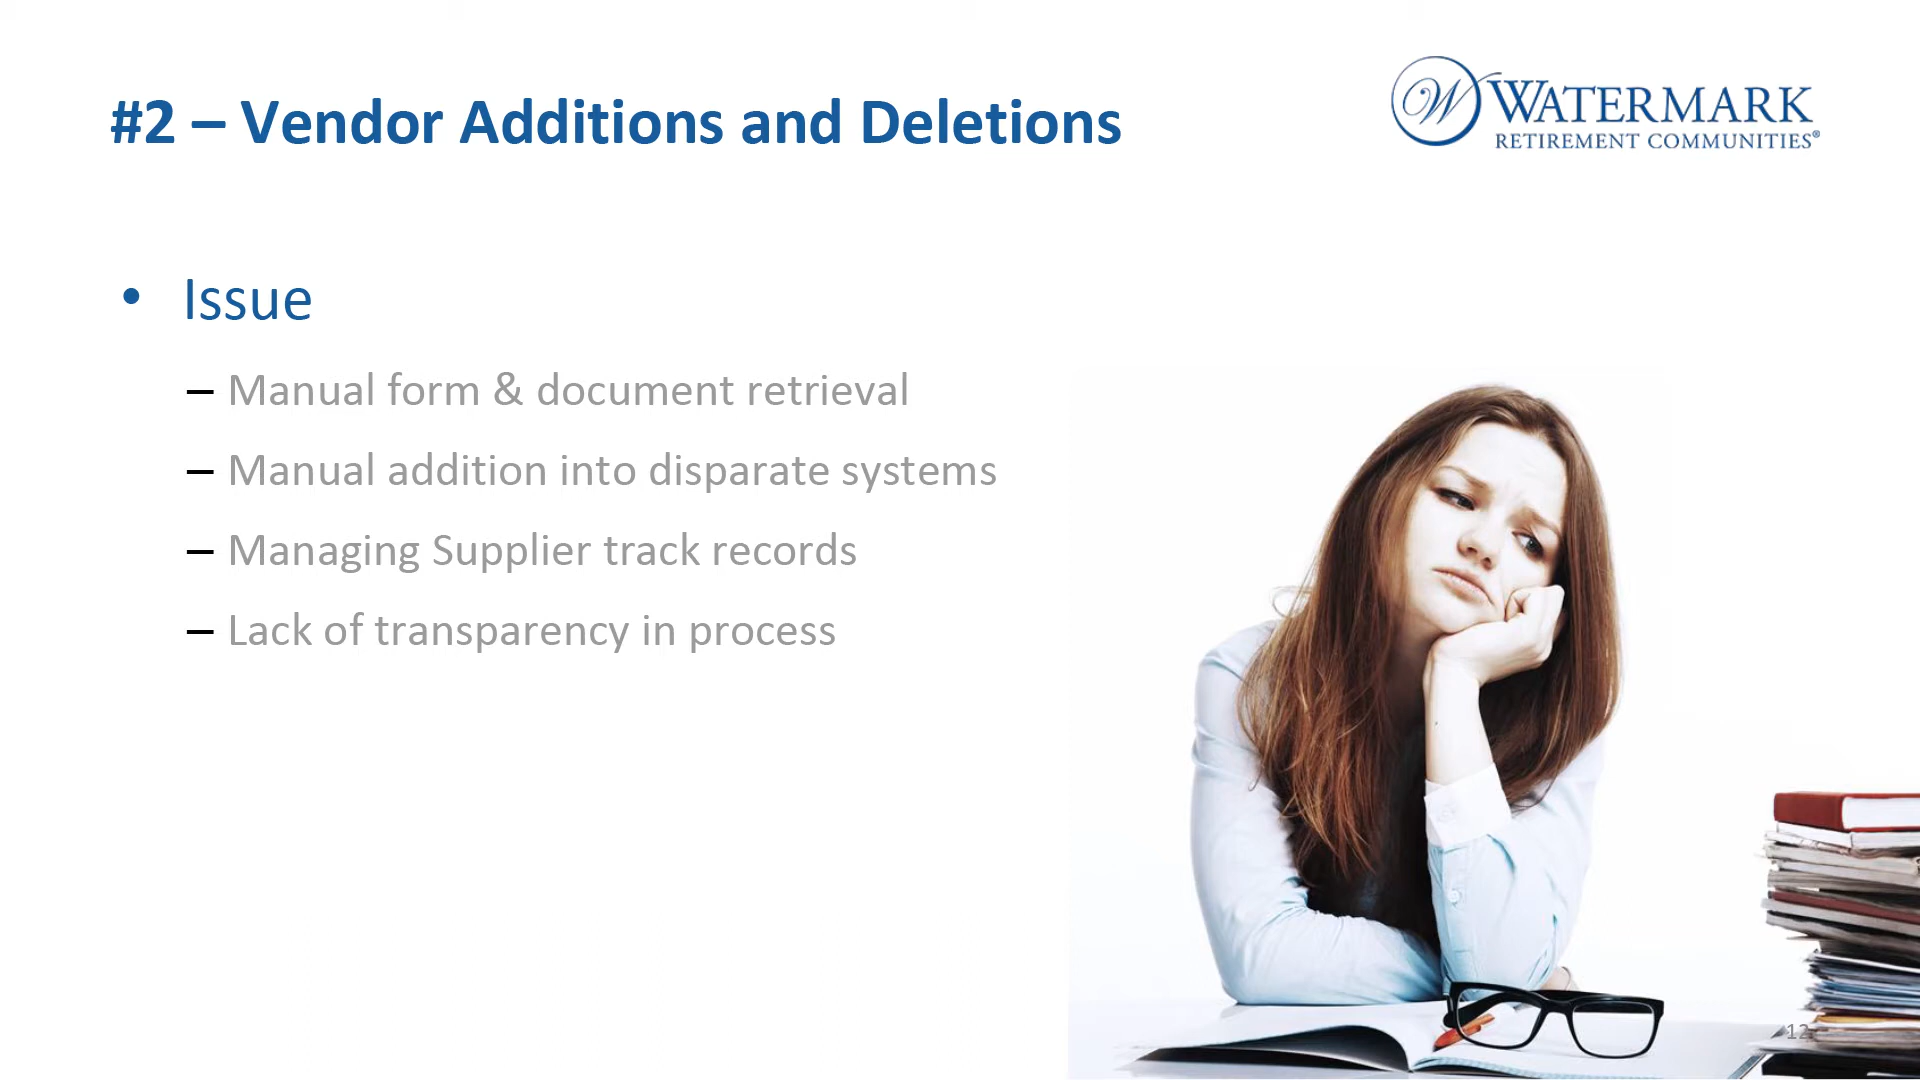 #2 – Vendor Additions and Deletions
W WATERMARK
RETIREMENT COMMUNITIES®
• Issue
– Manual form & document retrieval
– Manual addition into disparate systems
– Managing Supplier track records
– Lack of transparency in process
12